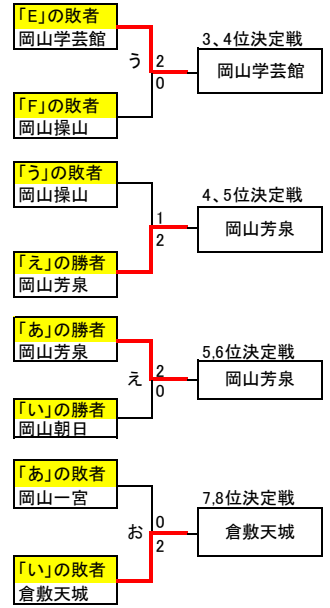 「E」の敗者
岡山学芸館
3、4位決定戦
う
2
0
岡山学芸館
「F」の敗者
岡山操山
「う」の敗者
岡山操山
4、5位決定戦
1
2
岡山芳泉
「え」の勝者
岡山芳泉
「あ」の勝者
岡山芳泉
5,6位決定戦
え
2
0
岡山芳泉
「い」の勝者
岡山朝日
「あ」の敗者
岡山一宮
7,8位決定戦
お
0
2
倉敷天城
「い」の敗者
倉敷天城